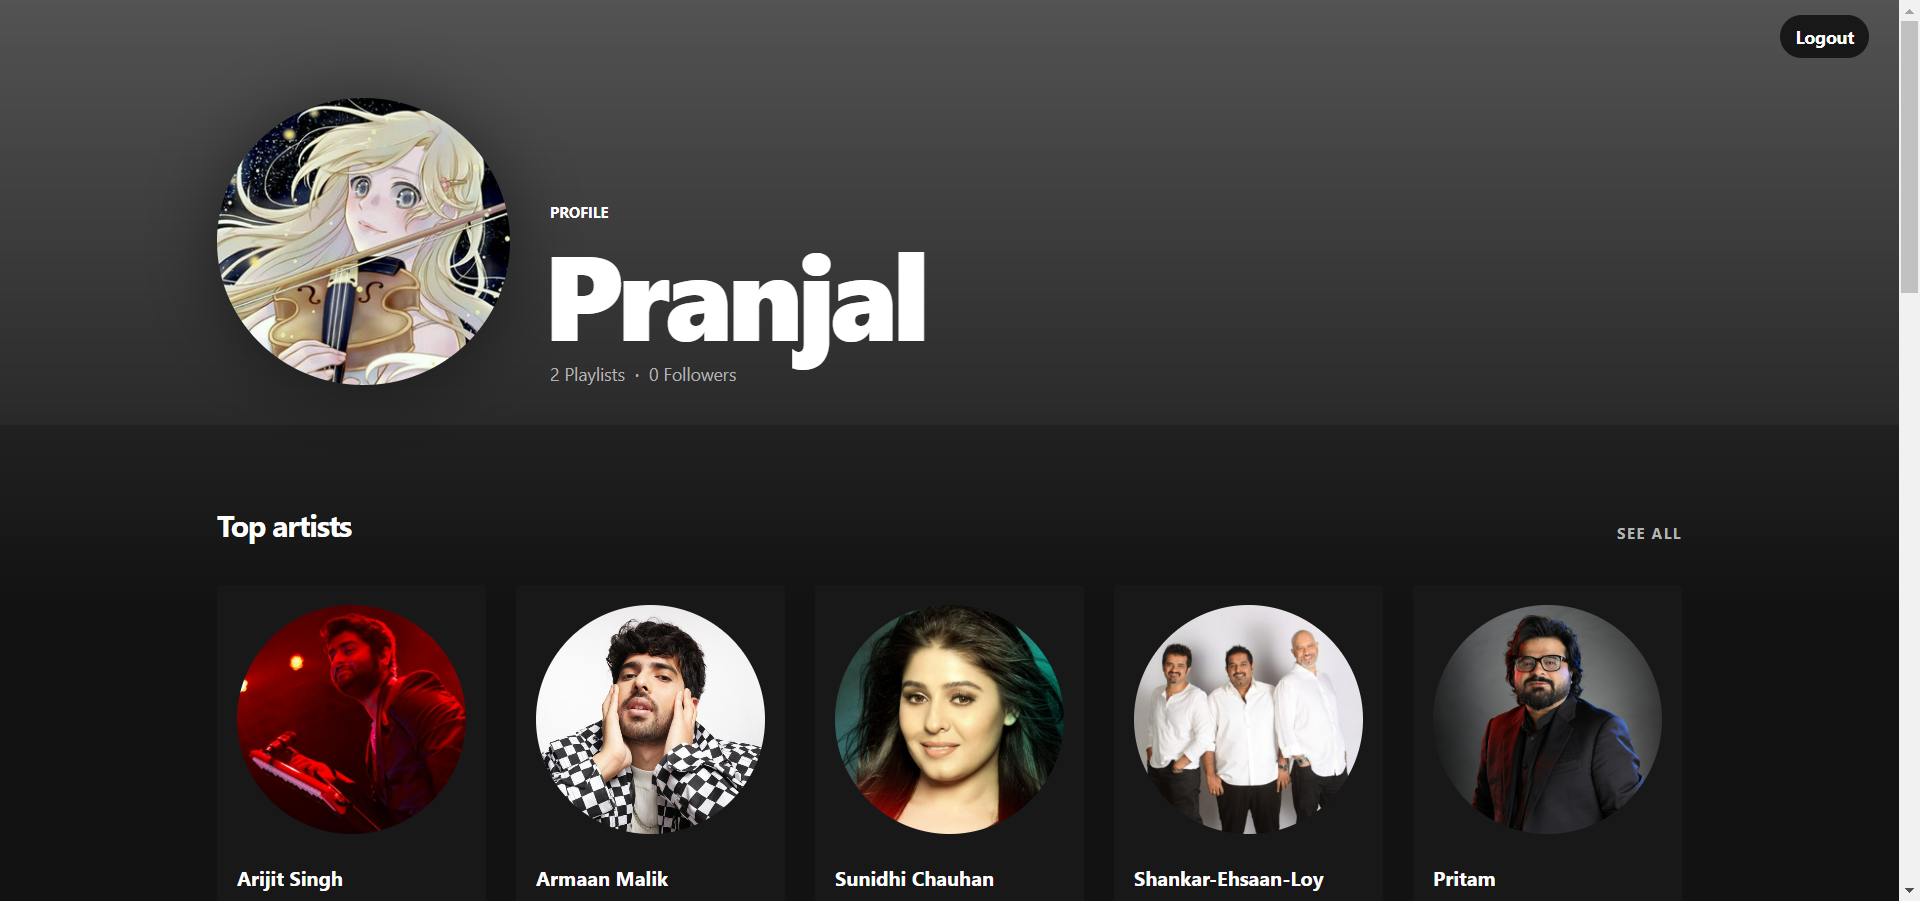 Logout
PROFILE
Pranjal
2 Playlists • 0 Followers
Top artists
SEE ALL
Arijit Singh
Armaan Malik
Sunidhi Chauhan
Shankar-Ehsaan-Loy
Pritam